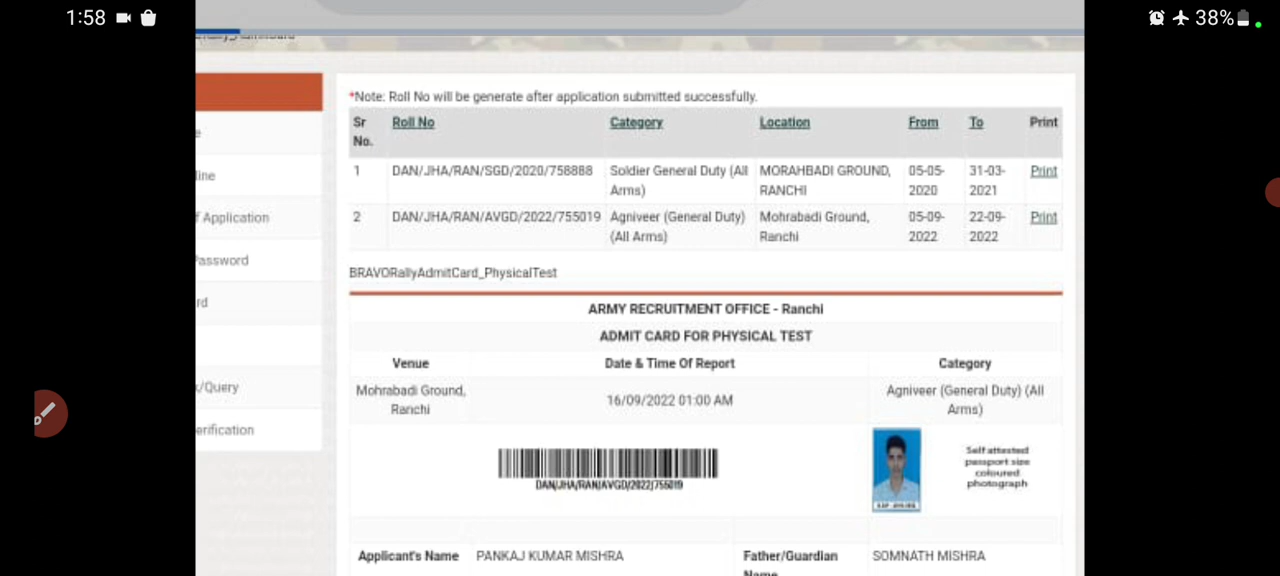 1:58
38%
*Note: Roll No will be generate after application submitted successfully.
Sr No. Roll No Category Location From To Print
1 DAN/JHA/RAN/SGD/2020/758888 Soldier General Duty (All Arms) MORAHBADI GROUND, RANCHI 05-05-2020 31-03-2021 Print
2 DAN/JHA/RAN/AVGD/2022/755019 Agniveer (General Duty) (All Arms) Mohrabadi Ground, Ranchi 05-09-2022 22-09-2022 Print
f Application
Password
rd
/Query
erification
BRAVORallyAdmitCard_PhysicalTest
ARMY RECRUITMENT OFFICE - Ranchi
ADMIT CARD FOR PHYSICAL TEST
Venue Date & Time Of Report Category
Mohrabadi Ground, Ranchi 16/09/2022 01:00 AM Agniveer (General Duty) (All Arms)
DAN/JHA/RAN/AVGD/2022/755019
Self attested
passport size
coloured
photograph
Applicant's Name PANKAJ KUMAR MISHRA Father/Guardian Name SOMNATH MISHRA